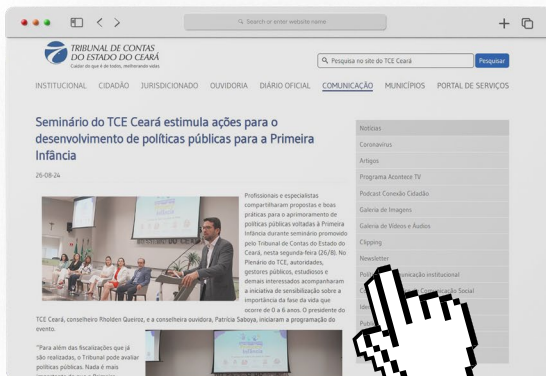 Search or enter website name
TRIBUNAL DE CONTAS
DO ESTADO DO CEARÁ
Cuidar do que é de todos, melhorando vidas
Pesquisa no site do TCE Ceará
Pesquisar
INSTITUCIONAL CIDADÃO JURISDICIONADO OUVIDORIA DIÁRIO OFICIAL COMUNICAÇÃO MUNICÍPIOS PORTAL DE SERVIÇOS
Seminário do TCE Ceará estimula ações para o
desenvolvimento de políticas públicas para a Primeira
Infância
26-08-24
Profissionais e especialistas
compartilharam propostas e boas
práticas para o aprimoramento de
políticas públicas voltadas à Primeira
Infância durante seminário promovido
pelo Tribunal de Contas do Estado do
Ceará, nesta segunda-feira (26/8). No
Plenário do TCE, autoridades,
gestores públicos, estudiosos e
demais interessados acompanharam
a iniciativa de sensibilização sobre a
importância da fase da vida que
ocorre de 0 a 6 anos. O presidente do
TCE Ceará, conselheiro Rholden Queiroz, e a conselheira ouvidora, Patrícia Saboya, iniciaram a programação do
evento.
"Para além das fiscalizações que já
são realizadas, o Tribunal pode avaliar
políticas públicas. Nada é mais
importante do que a Primeira
Notícias
Coronavírus
Artigos
Programa Acontece TV
Podcast Conexão Cidadão
Galeria de Imagens
Galeria de Vídeos e Áudios
Clipping
Newsletter
institucional
Comunicação Social